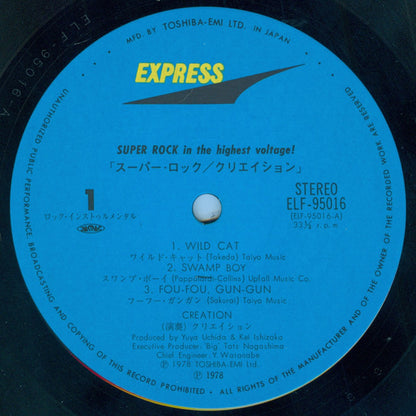 MFD. BY TOSHIBA-EMI LTD. IN JAPAN
EXPRESS
SUPER ROCK in the highest voltage!
「スーパー・ロック/クリエイション」
1
STEREO
ELF-95016
(ELF-95016-A)
33⅓ r.p.m
ロック・インストゥルメンタル
1. WILD CAT
ワイルド・キャット (Takeda) Taiyo Music
2. SWAMP BOY
スワンプ・ボーイ (Pappalardi-Collins) Upfall Music Co.
3. FOU-FOU, GUN-GUN
フーフー・ガンガン (Sakurai) Taiyo Music
CREATION
(演奏) クリエイション
Produced by Yuya Uchida & Kei Ishizaka
Executive Producer: 'Big' Tats Nagashima
Chief Engineer: Y. Watanabe
Ⓟ 1978 TOSHIBA-EMI LTD.
Ⓟ 1978
ALL RIGHTS OF THE MANUFACTURER AND OF THE OWNER OF THE RECORDED WORK ARE RESERVED.
UNAUTHORIZED PUBLIC PERFORMANCE, BROADCASTING AND COPYING OF THIS RECORD PROHIBITED.
ELF 95016-A